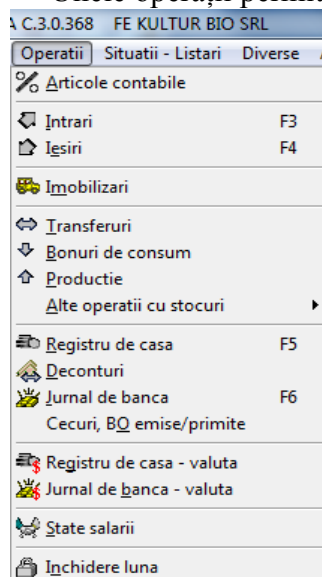 A C.3.0.368 FE KULTUR BIO SRL
Operatii Situatii - Listari Diverse
Articole contabile
Intrari F3
Iesiri F4
Imobilizari
Transferuri
Bonuri de consum
Productie
Alte operatii cu stocuri
Registru de casa F5
Deconturi
Jurnal de banca F6
Cecuri, BO emise/primite
Registru de casa - valuta
Jurnal de banca - valuta
State salarii
Inchidere luna